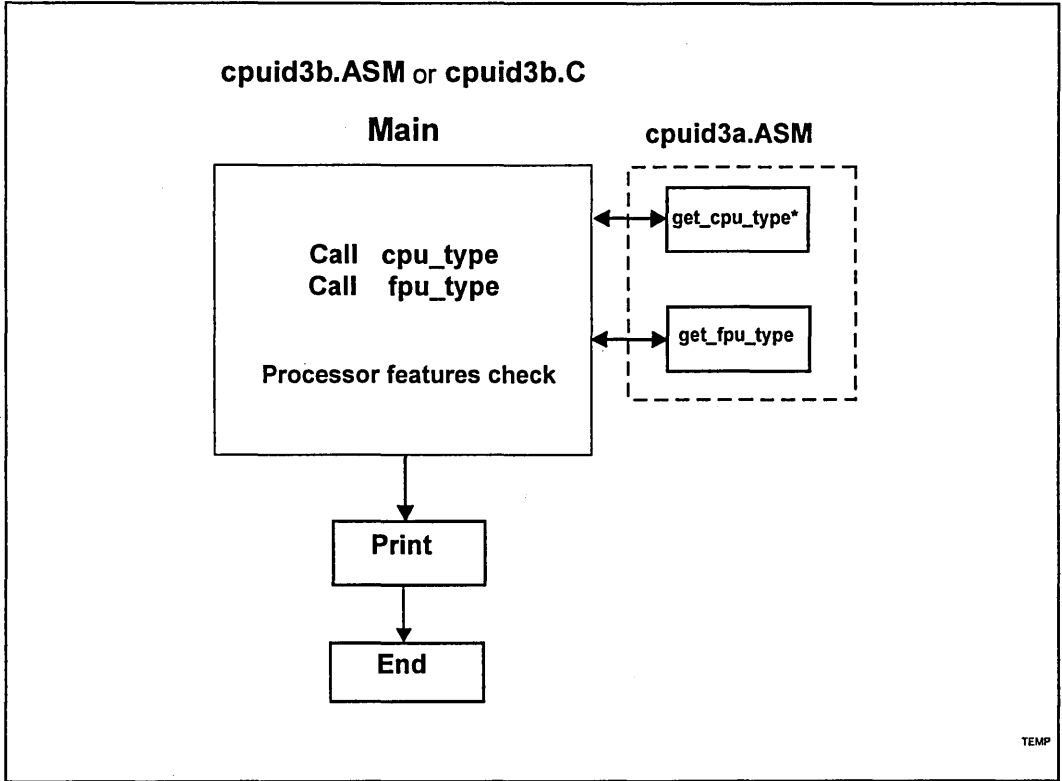 cpuid3b.ASM or cpuid3b.C
Main
cpuid3a.ASM
get_cpu_type*
Call cpu_type
Call fpu_type
get_fpu_type
Processor features check
Print
End
TEMP